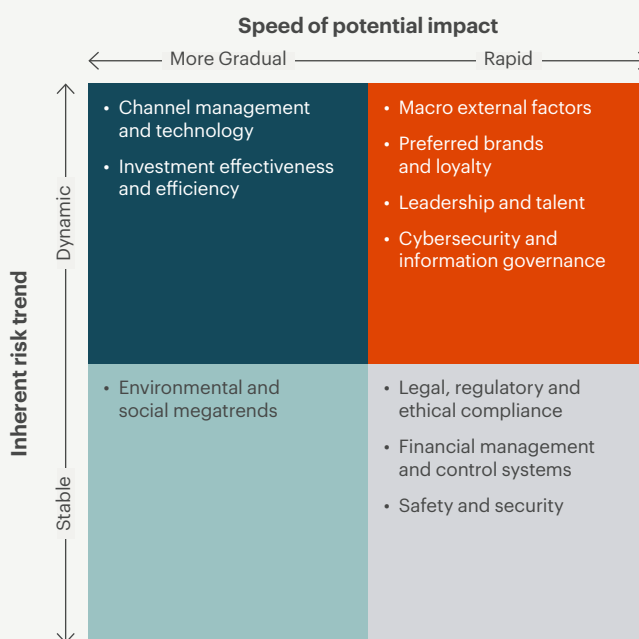 Speed of potential impact
More Gradual
Rapid
Inherent risk trend
Dynamic
Stable
• Channel management
and technology
• Investment effectiveness
and efficiency
• Macro external factors
• Preferred brands
and loyalty
• Leadership and talent
• Cybersecurity and
information governance
• Environmental and
social megatrends
• Legal, regulatory and
ethical compliance
• Financial management
and control systems
• Safety and security